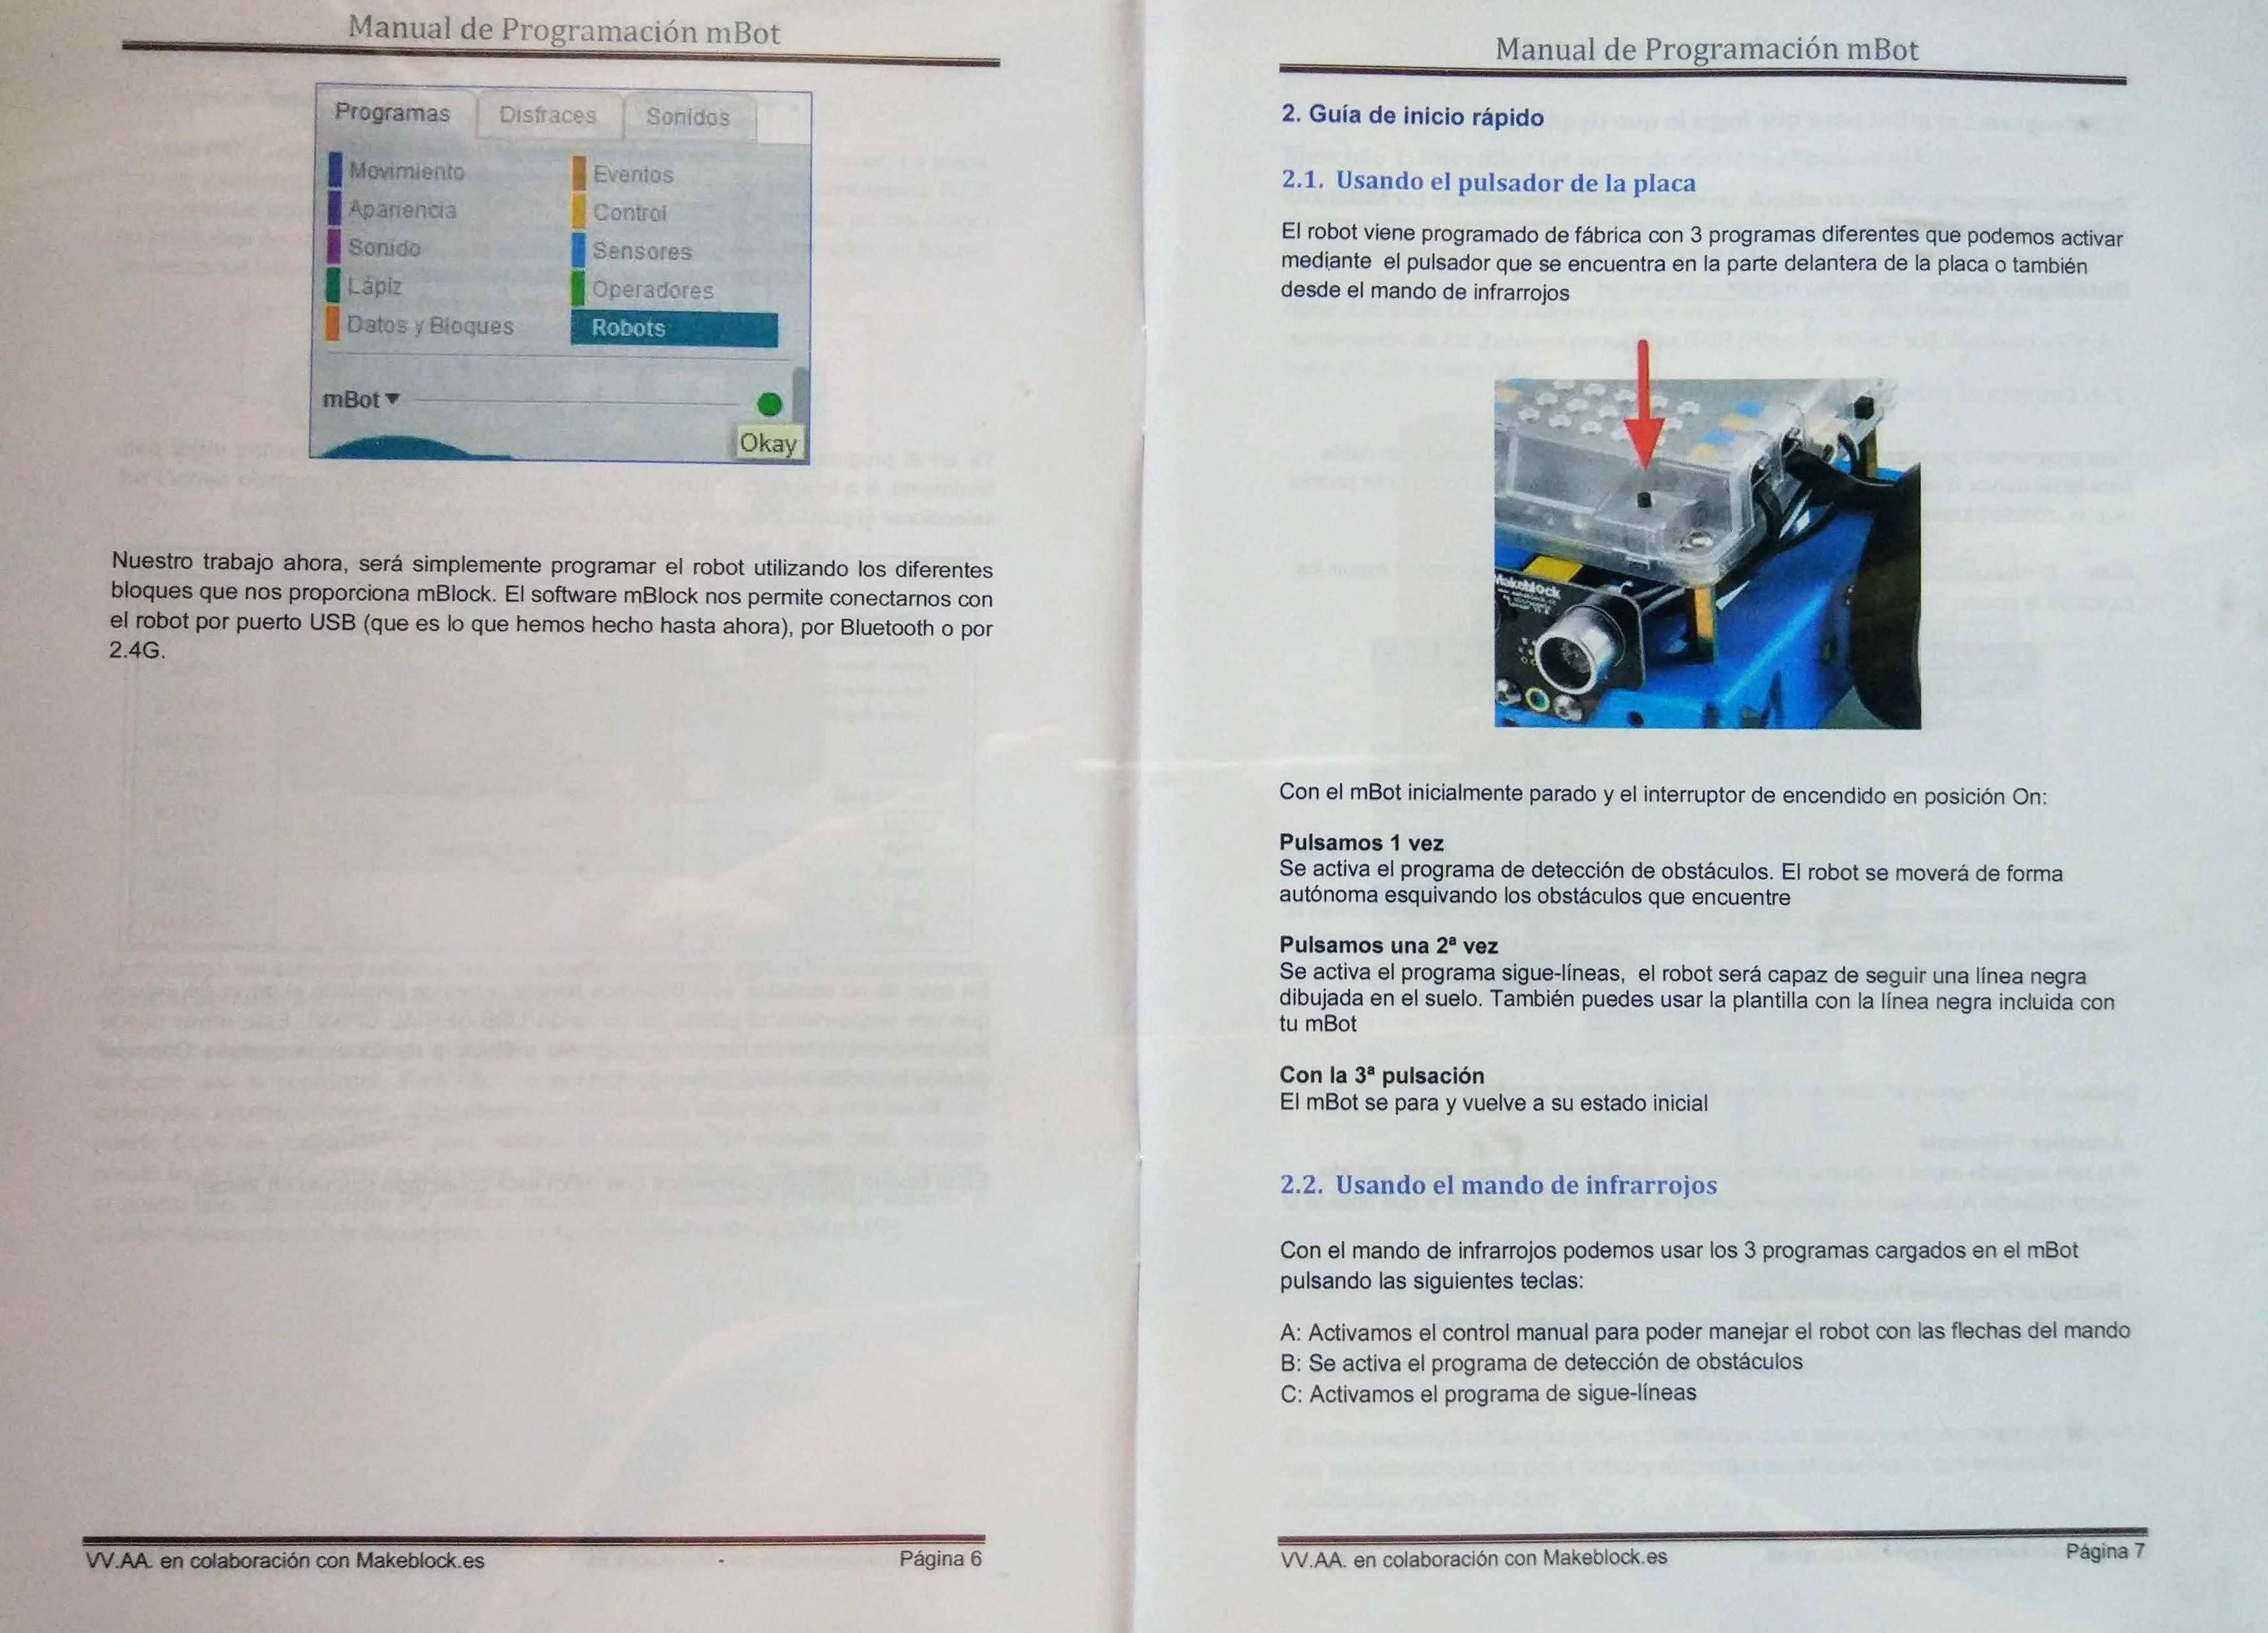 Manual de Programación mBot
Programas Disfraces Sonidos
Movimiento Eventos
Apariencia Control
Sonido Sensores
Lápiz Operadores
Datos y Bloques Robots
mBot
Okay
Nuestro trabajo ahora, será simplemente programar el robot utilizando los diferentes
bloques que nos proporciona mBlock. El software mBlock nos permite conectarnos con
el robot por puerto USB (que es lo que hemos hecho hasta ahora), por Bluetooth o por
2.4G.
VV.AA. en colaboración con Makeblock.es - Página 6
Manual de Programación mBot
2. Guía de inicio rápido
2.1. Usando el pulsador de la placa
El robot viene programado de fábrica con 3 programas diferentes que podemos activar
mediante el pulsador que se encuentra en la parte delantera de la placa o también
desde el mando de infrarrojos
Makeblock
Con el mBot inicialmente parado y el interruptor de encendido en posición On:
Pulsamos 1 vez
Se activa el programa de detección de obstáculos. El robot se moverá de forma
autónoma esquivando los obstáculos que encuentre
Pulsamos una 2ª vez
Se activa el programa sigue-líneas, el robot será capaz de seguir una línea negra
dibujada en el suelo. También puedes usar la plantilla con la línea negra incluida con
tu mBot
Con la 3ª pulsación
El mBot se para y vuelve a su estado inicial
2.2. Usando el mando de infrarrojos
Con el mando de infrarrojos podemos usar los 3 programas cargados en el mBot
pulsando las siguientes teclas:
A: Activamos el control manual para poder manejar el robot con las flechas del mando
B: Se activa el programa de detección de obstáculos
C: Activamos el programa de sigue-líneas
VV.AA. en colaboración con Makeblock.es Página 7